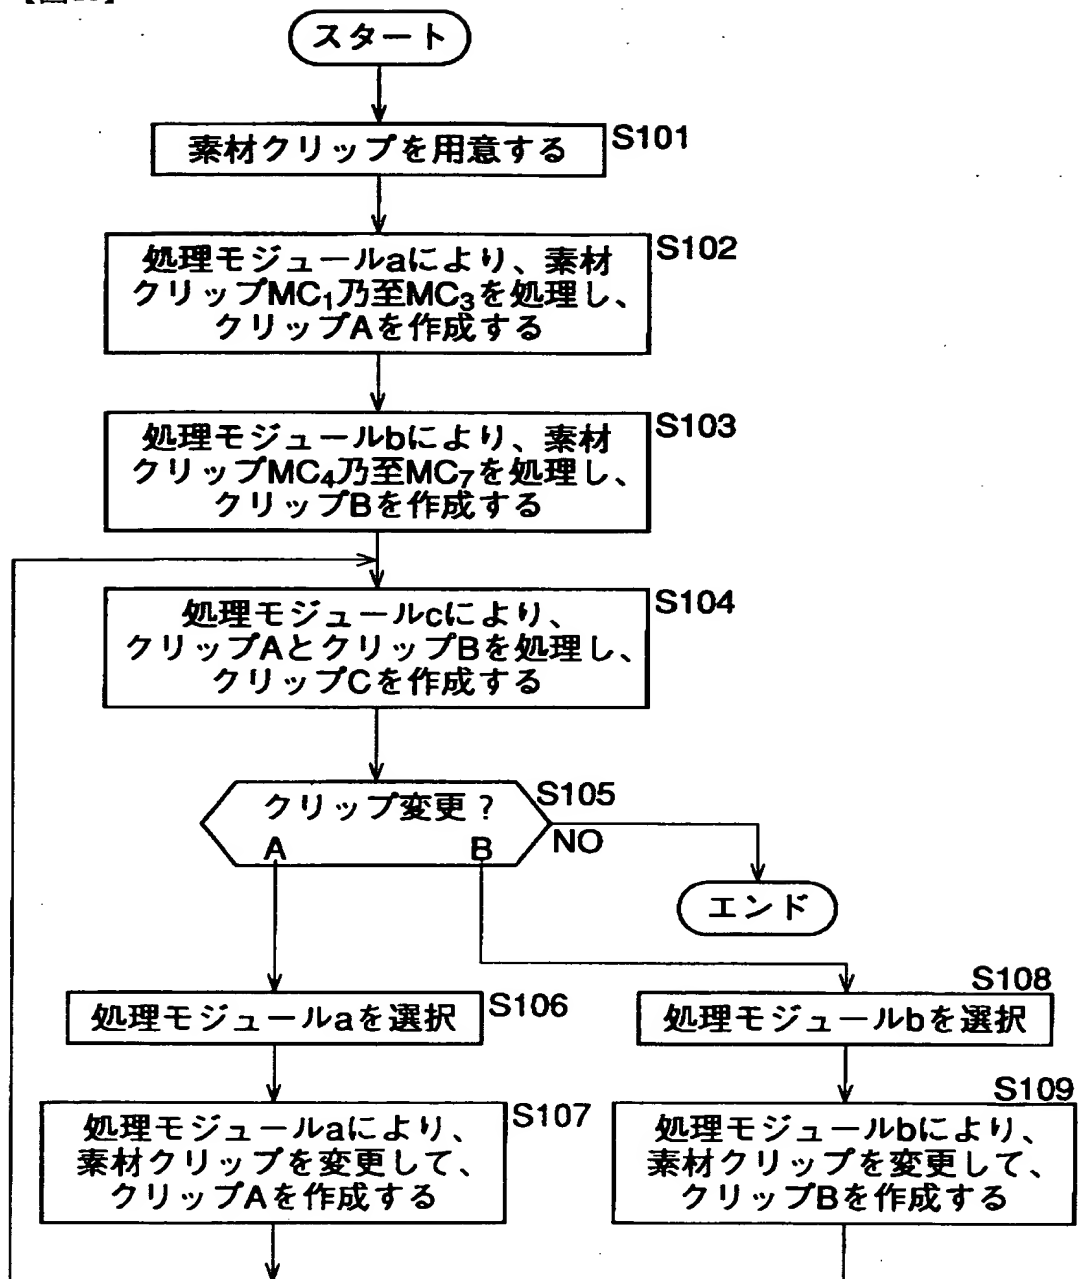 スタート
素材クリップを用意する
S101
処理モジュールaにより、素材
クリップMC₁乃至MC₃を処理し、
クリップAを作成する
S102
処理モジュールbにより、素材
クリップMC₄乃至MC₇を処理し、
クリップBを作成する
S103
処理モジュールcにより、
クリップAとクリップBを処理し、
クリップCを作成する
S104
クリップ変更？
S105
A
B
NO
エンド
処理モジュールaを選択
S106
S108
処理モジュールbを選択
処理モジュールaにより、
素材クリップを変更して、
クリップAを作成する
S107
S109
処理モジュールbにより、
素材クリップを変更して、
クリップBを作成する